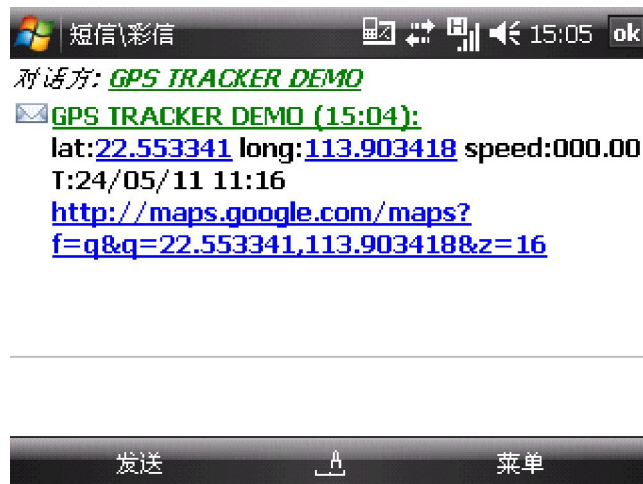 短信\彩信 15:05 ok
对话方: GPS TRACKER DEMO
GPS TRACKER DEMO (15:04):
lat:22.553341 long:113.903418 speed:000.00
T:24/05/11 11:16
http://maps.google.com/maps?
f=q&q=22.553341,113.903418&z=16
发送 菜单